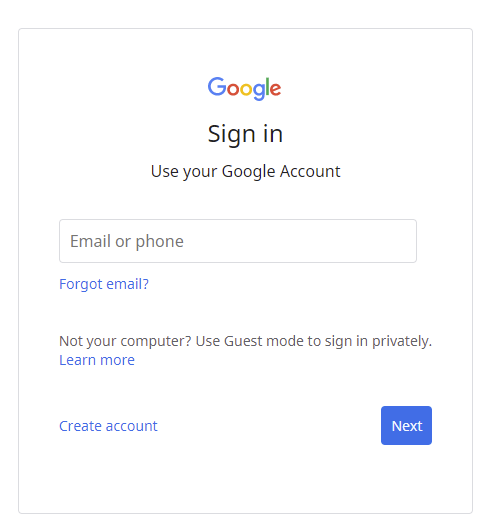 Google
Sign in
Use your Google Account
Email or phone
Forgot email?
Not your computer? Use Guest mode to sign in privately.
Learn more
Create account
Next